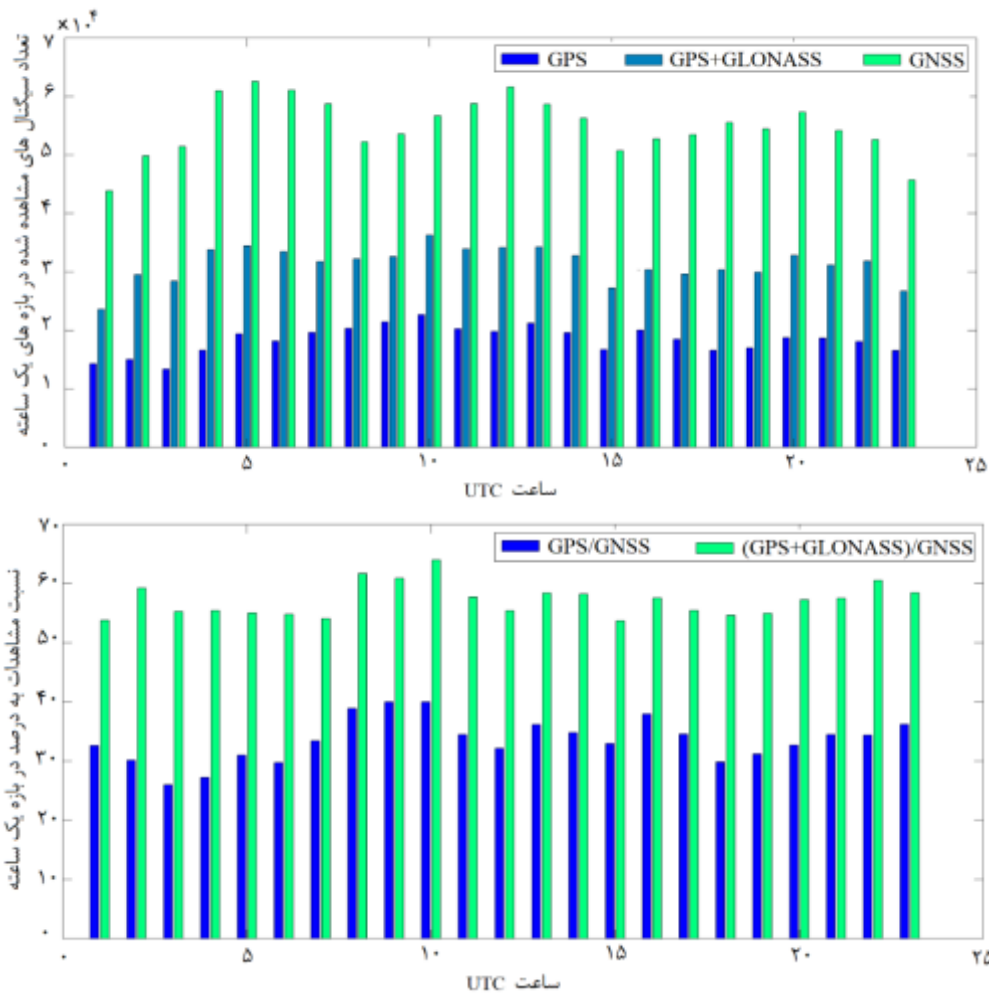 ×۱۰^۴
GPS GPS+GLONASS GNSS
تعداد سیگنال های مشاهده شده در بازه های یک ساعته
۷
۶
۵
۴
۳
۲
۱
۰
۰ ۵ ۱۰ ۱۵ ۲۰ ۲۵
ساعت UTC
GPS/GNSS (GPS+GLONASS)/GNSS
نسبت مشاهدات به درصد در بازه یک ساعته
۷۰
۶۰
۵۰
۴۰
۳۰
۲۰
۱۰
۰
۰ ۵ ۱۰ ۱۵ ۲۰ ۲۵
ساعت UTC